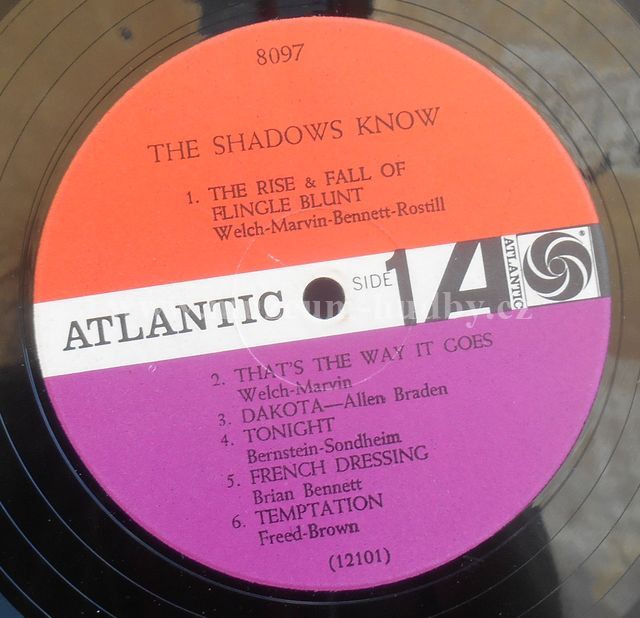 8097
THE SHADOWS KNOW
1. THE RISE & FALL OF
FLINGLE BLUNT
Welch-Marvin-Bennett-Rostill
ATLANTIC SIDE 1 A ATLANTIC ®
2. THAT'S THE WAY IT GOES
Welch-Marvin
3. DAKOTA—Allen Braden
4. TONIGHT
Bernstein-Sondheim
5. FRENCH DRESSING
Brian Bennett
6. TEMPTATION
Freed-Brown
(12101)